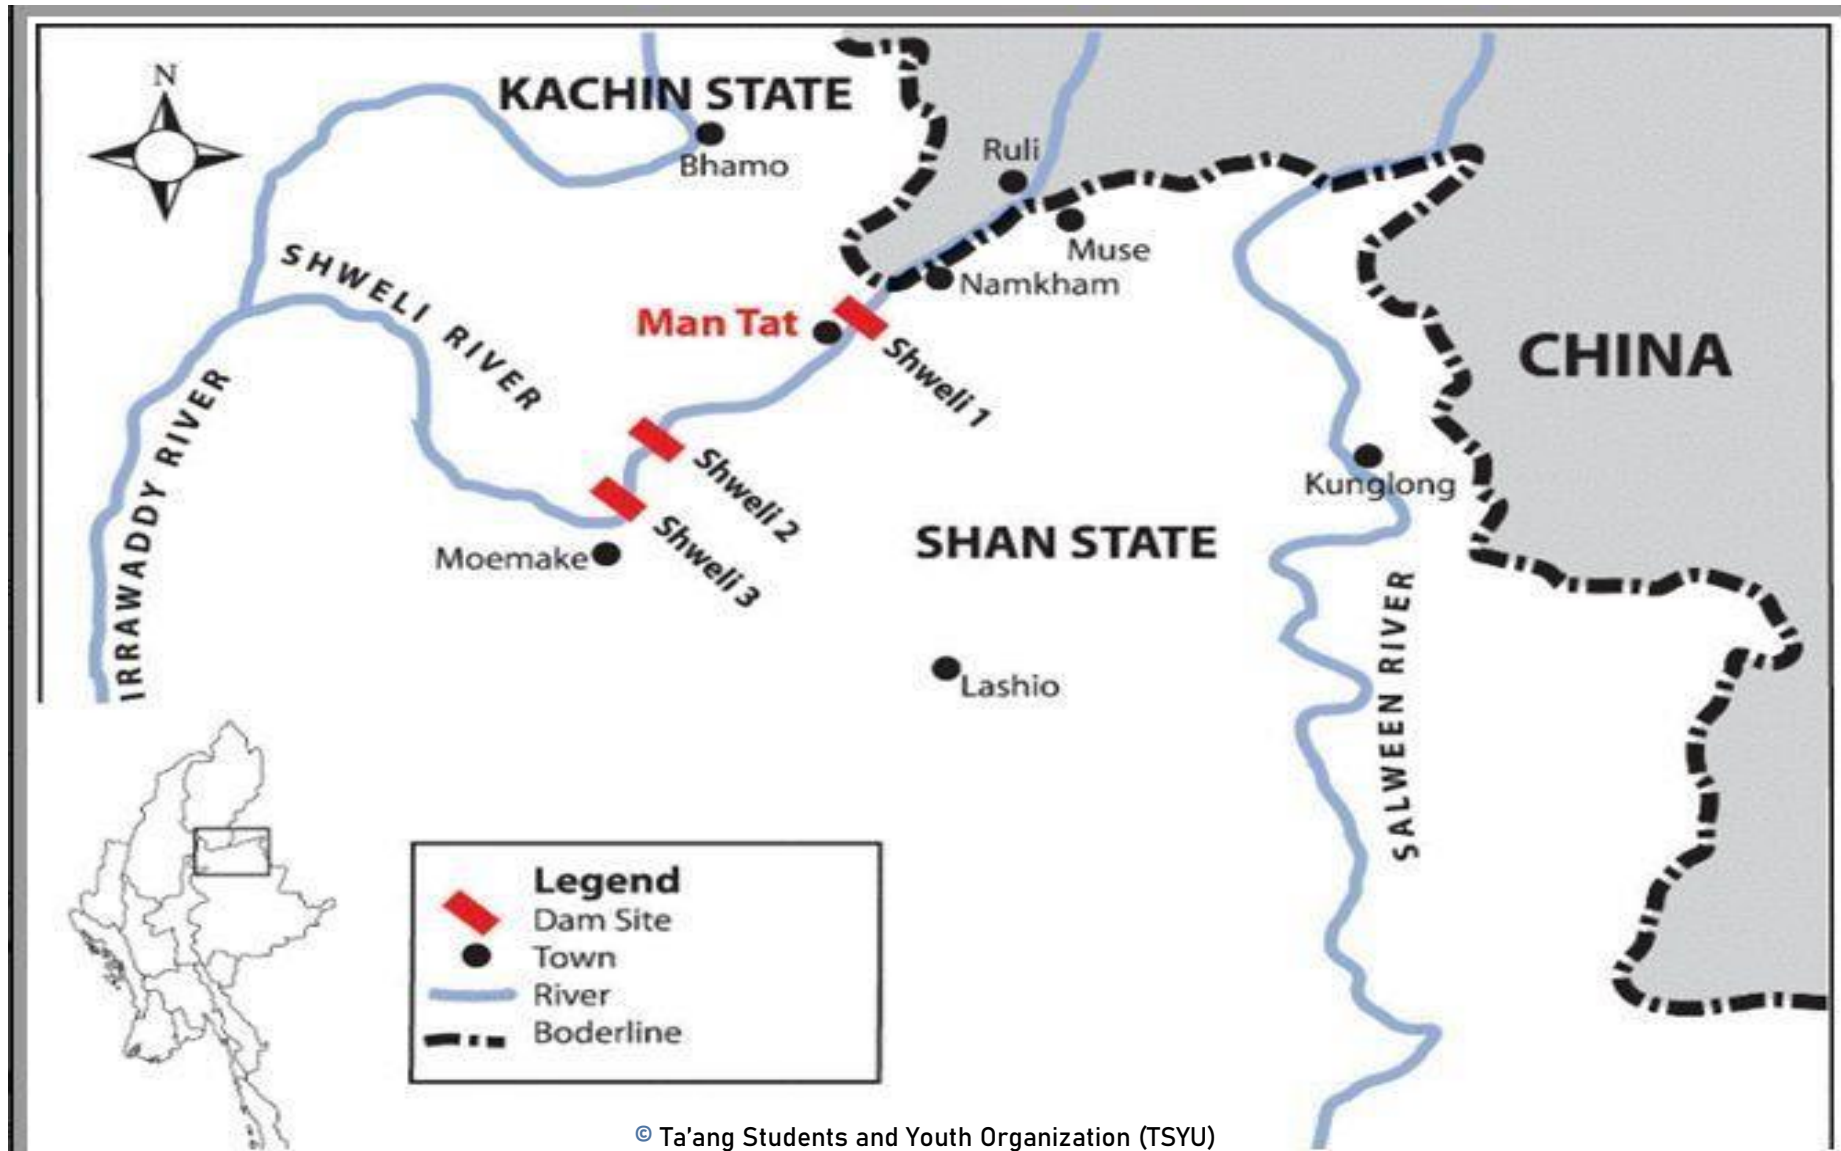 N
KACHIN STATE
Bhamo
Ruli
Muse
Namkham
SHWELI RIVER
Man Tat
Shweli 1
CHINA
IRRAWADDY RIVER
Shweli 2
Kunglong
Shweli 3
Moemake
SHAN STATE
SALWEEN RIVER
Lashio
Legend
Dam Site
Town
River
Boderline
© Ta'ang Students and Youth Organization (TSYU)